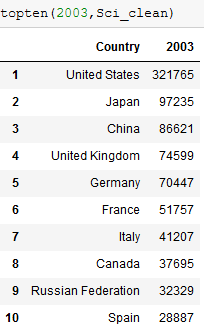 topten(2003,Sci_clean)
Country 2003
1 United States 321765
2 Japan 97235
3 China 86621
4 United Kingdom 74599
5 Germany 70447
6 France 51757
7 Italy 41207
8 Canada 37695
9 Russian Federation 32329
10 Spain 28887